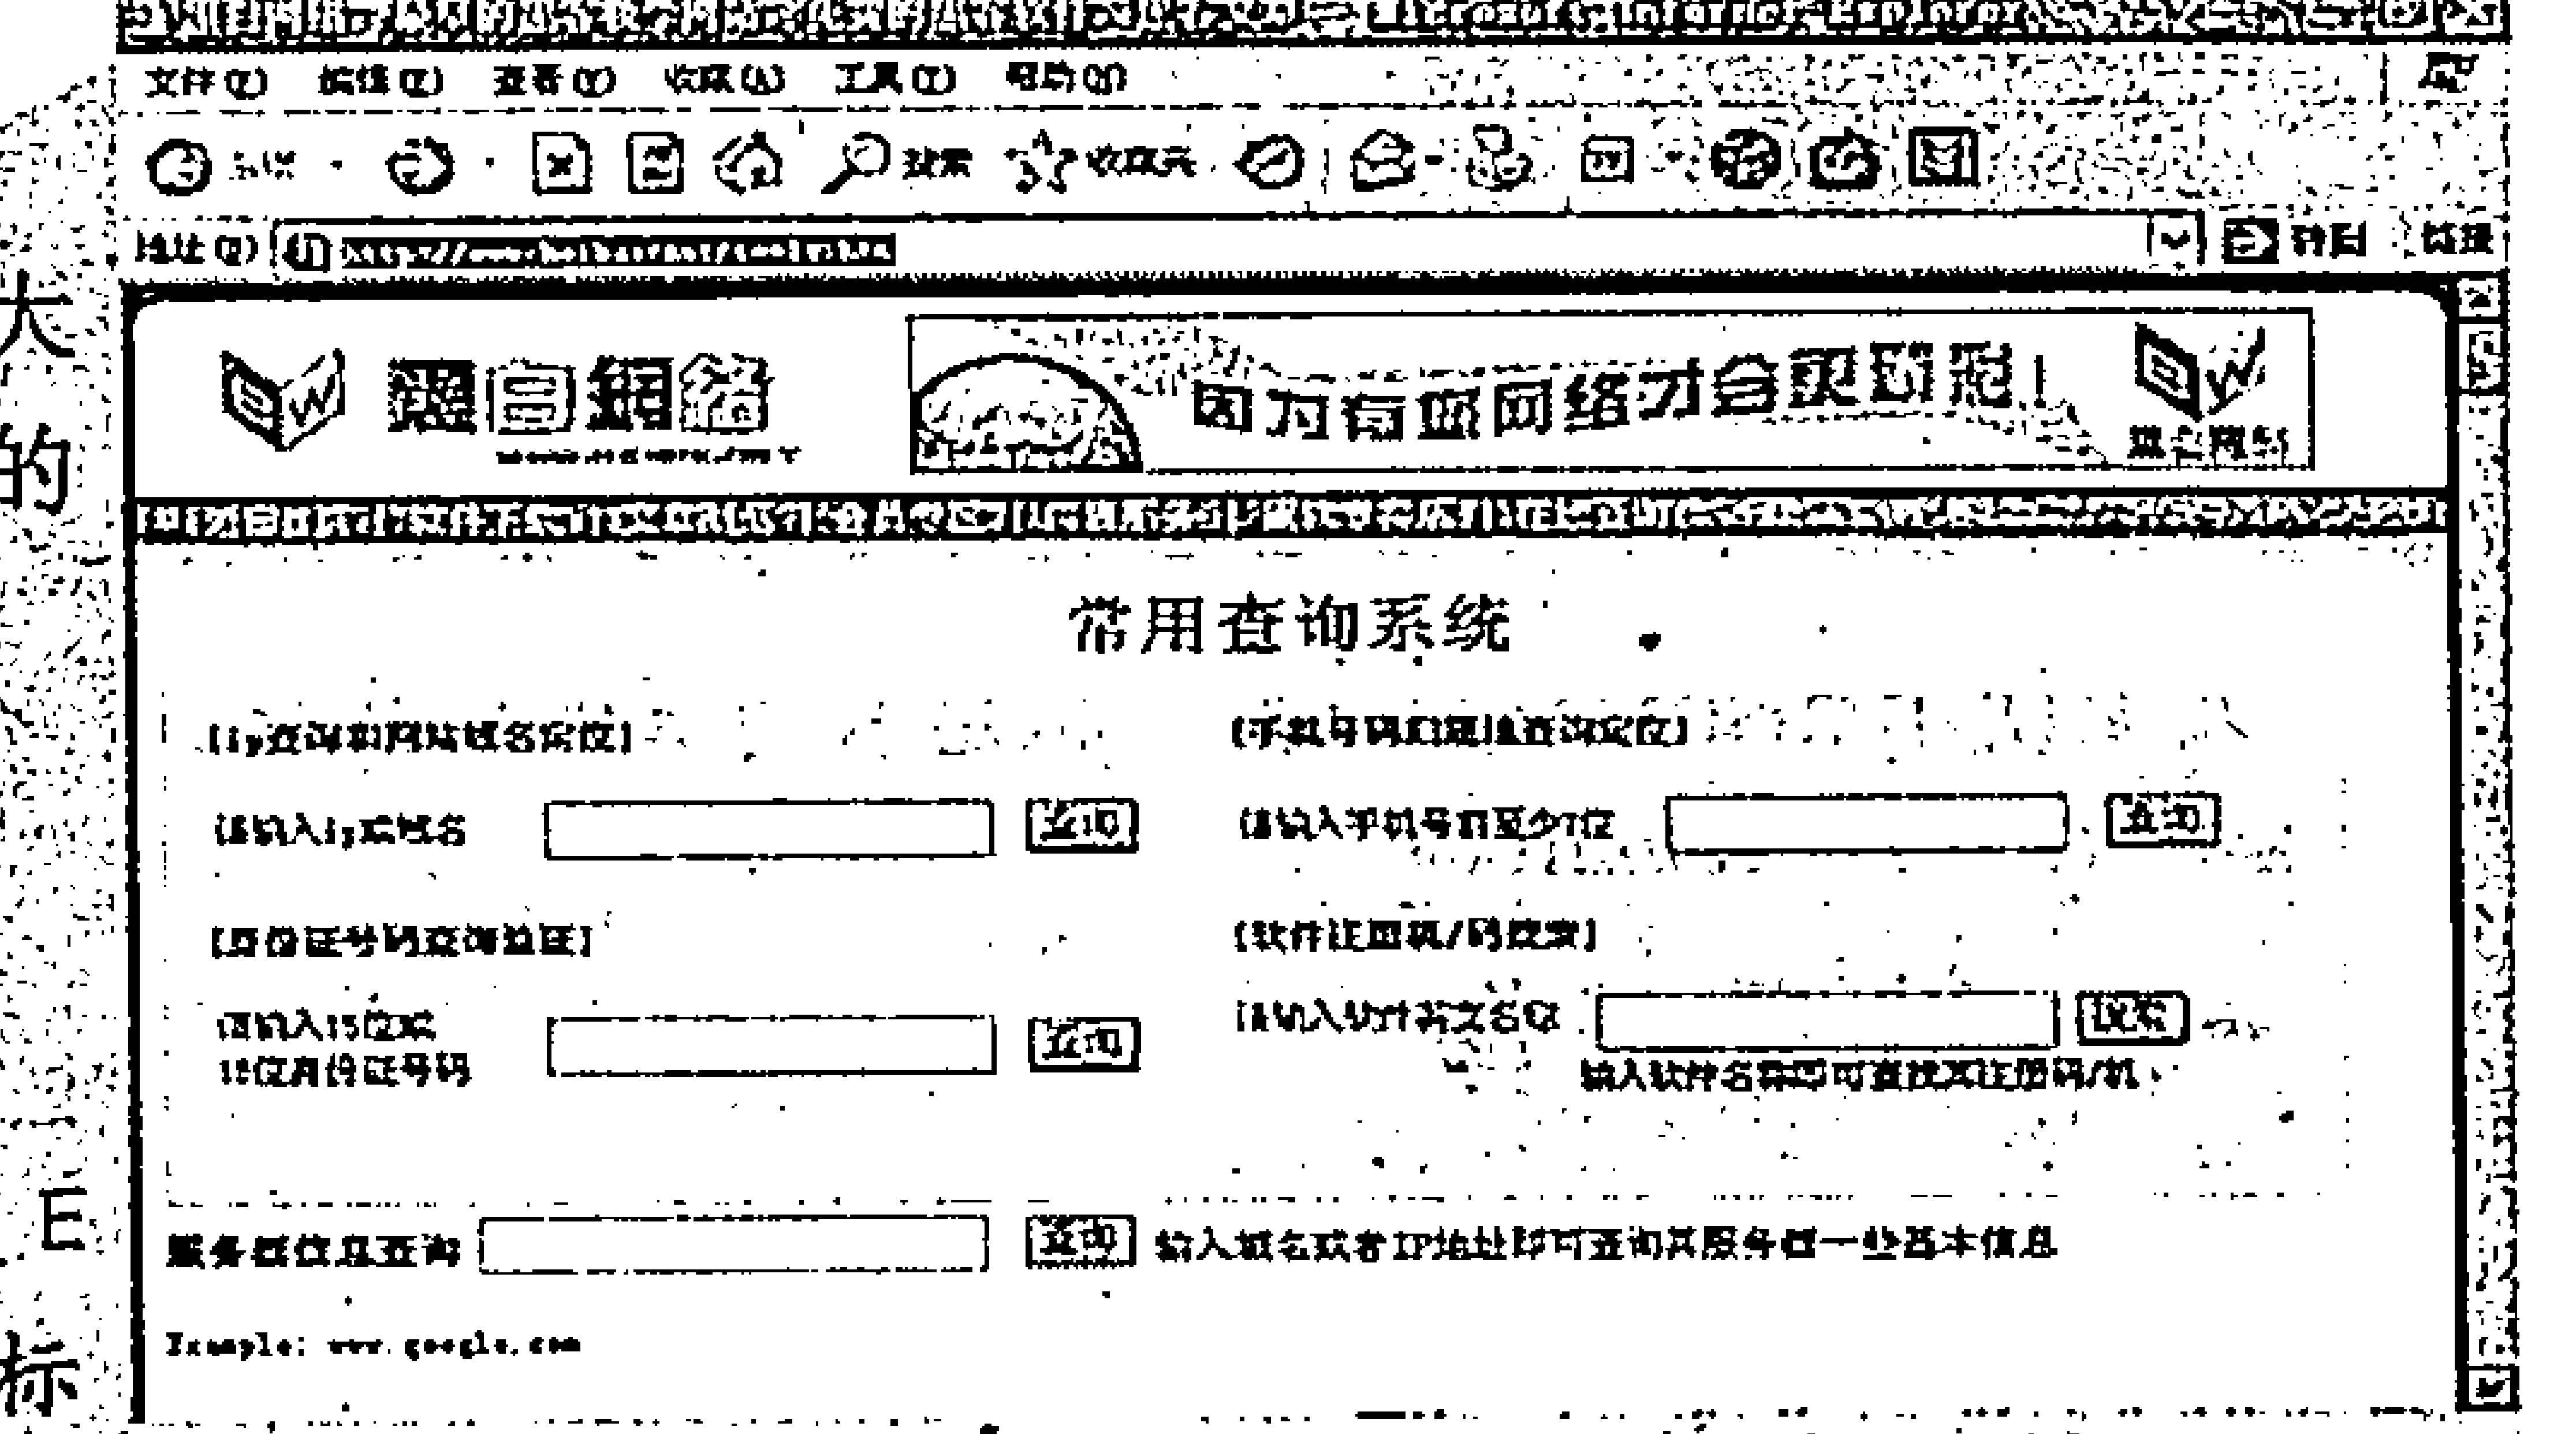 文件(F) 编辑(E) 查看(V) 收藏(A) 工具(T) 帮助(H)
搜索 收藏夹
地址(D) 转到 链接
大
的
黑白網络
因为有你网络才会更精彩！
黑白网络
常用查询系统
[ip查询和网站域名定位]
[手机号码归属地查询定位]
请输入ip或域名 查询
请输入手机号前至少7位 查询
[身份证号码查询验证]
[软件注册机/码搜索]
请输入15位或
18位身份证号码 查询
请输入软件英文名称 搜索
输入软件名称即可查找其注册码/机
E
服务器信息查询 查询 输入域名或者IP地址即可查询其服务器一些基本信息
Example: www.google.com
标